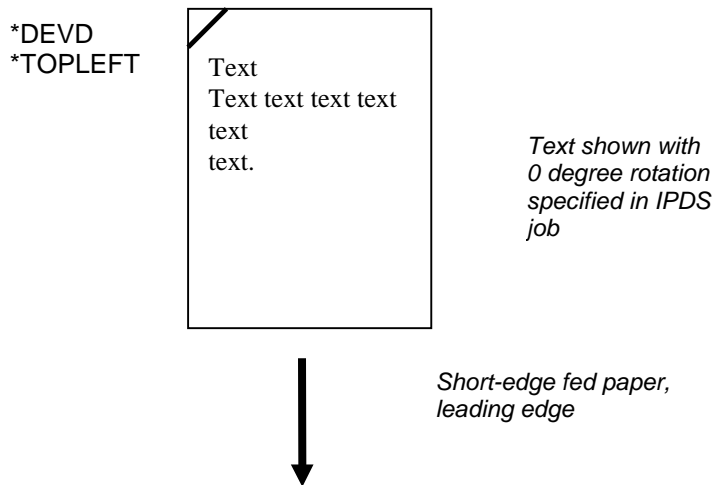 *DEVD
*TOPLEFT
Text
Text text text text
text
text.
Text shown with
0 degree rotation
specified in IPDS
job
Short-edge fed paper,
leading edge